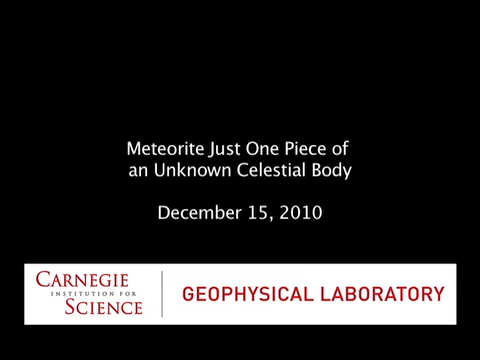 Meteorite Just One Piece of
an Unknown Celestial Body
December 15, 2010
CARNEGIE
INSTITUTION FOR
SCIENCE
GEOPHYSICAL LABORATORY